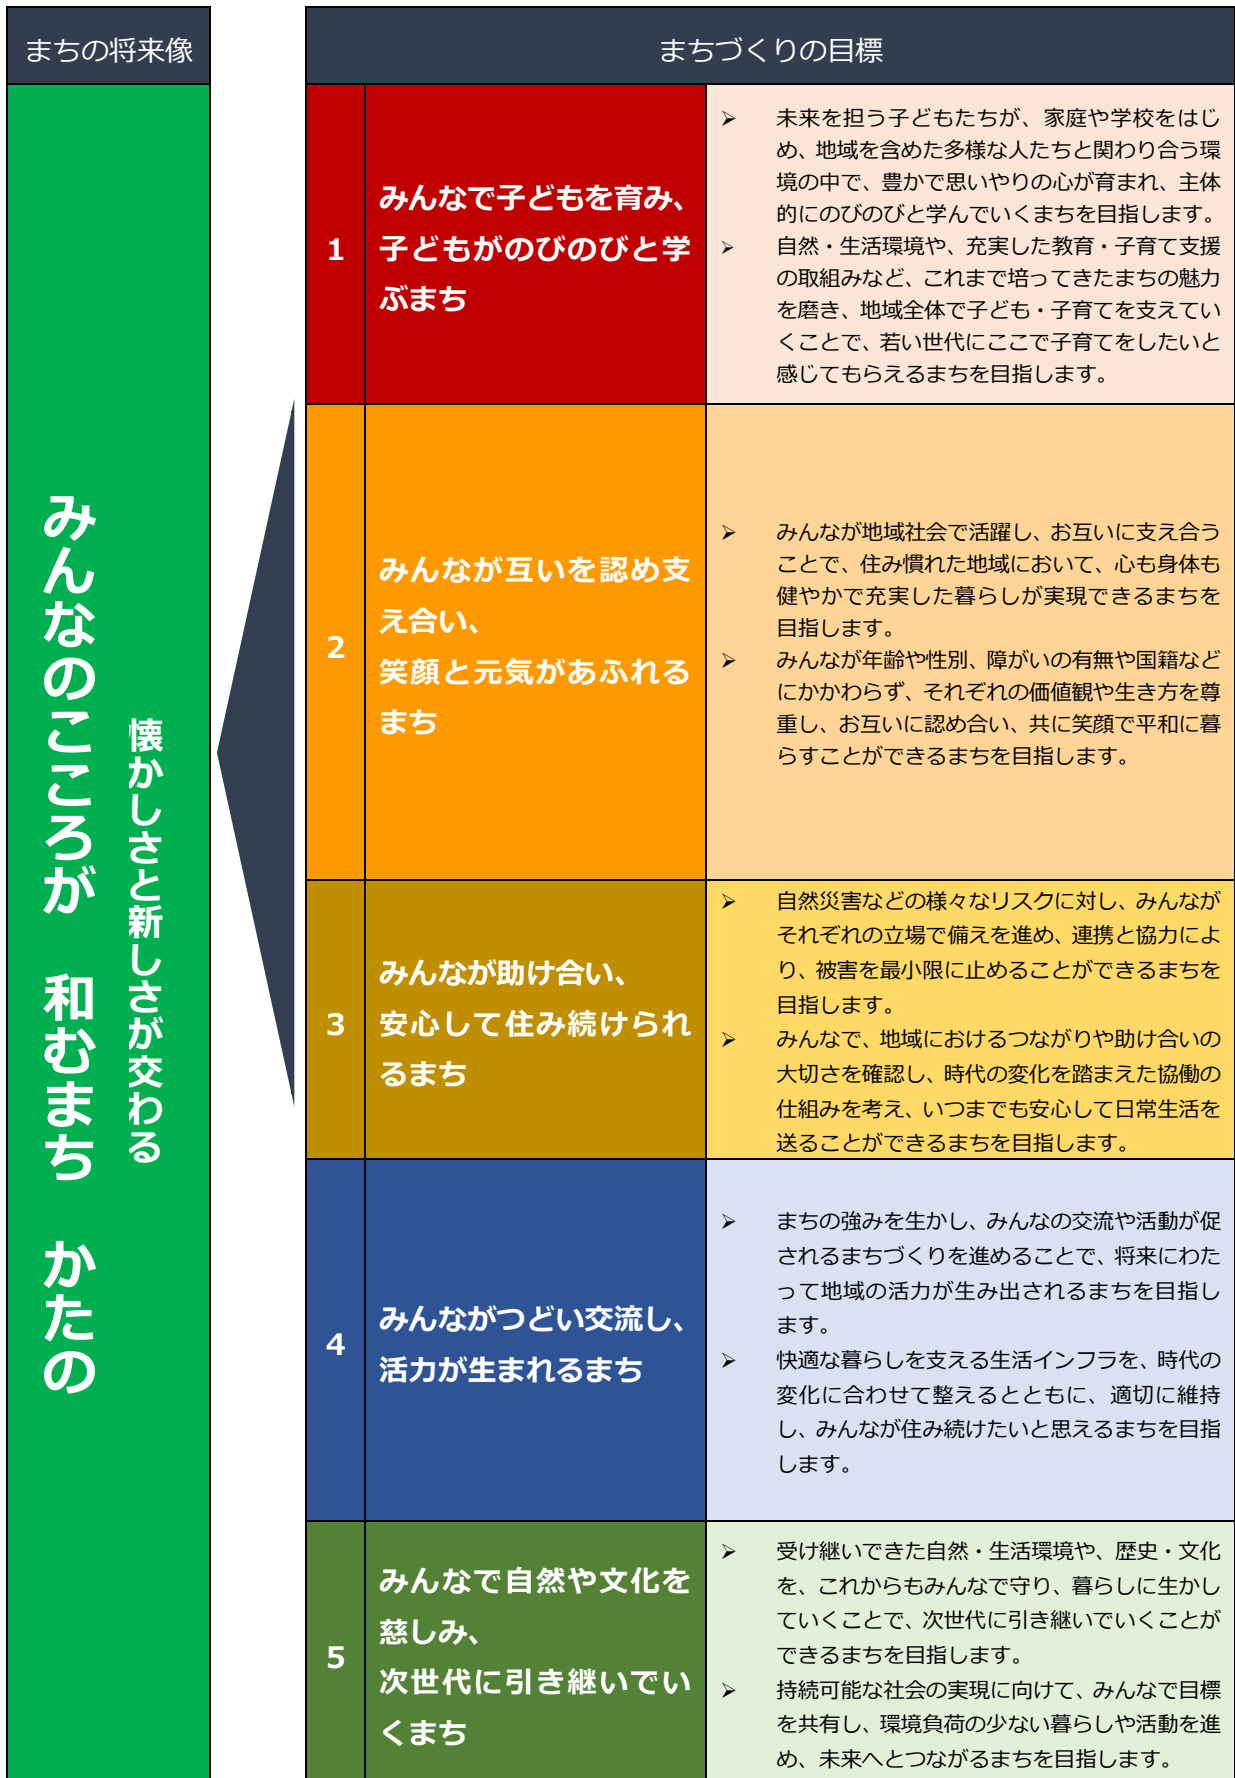 まちの将来像
懐かしさと新しさが交わる
みんなのこころが　和むまち　かたの
まちづくりの目標
1
みんなで子どもを育み、
子どもがのびのびと学
ぶまち
➢ 未来を担う子どもたちが、家庭や学校をはじ
め、地域を含めた多様な人たちと関わり合う環
境の中で、豊かで思いやりの心が育まれ、主体
的にのびのびと学んでいくまちを目指します。
➢ 自然・生活環境や、充実した教育・子育て支援
の取組みなど、これまで培ってきたまちの魅力
を磨き、地域全体で子ども・子育てを支えてい
くことで、若い世代にここで子育てをしたいと
感じてもらえるまちを目指します。
2
みんなが互いを認め支
え合い、
笑顔と元気があふれる
まち
➢ みんなが地域社会で活躍し、お互いに支え合う
ことで、住み慣れた地域において、心も身体も
健やかで充実した暮らしが実現できるまちを
目指します。
➢ みんなが年齢や性別、障がいの有無や国籍など
にかかわらず、それぞれの価値観や生き方を尊
重し、お互いに認め合い、共に笑顔で平和に暮
らすことができるまちを目指します。
3
みんなが助け合い、
安心して住み続けられ
るまち
➢ 自然災害などの様々なリスクに対し、みんなが
それぞれの立場で備えを進め、連携と協力によ
り、被害を最小限に止めることができるまちを
目指します。
➢ みんなで、地域におけるつながりや助け合いの
大切さを確認し、時代の変化を踏まえた協働の
仕組みを考え、いつまでも安心して日常生活を
送ることができるまちを目指します。
4
みんながつどい交流し、
活力が生まれるまち
➢ まちの強みを生かし、みんなの交流や活動が促
されるまちづくりを進めることで、将来にわた
って地域の活力が生み出されるまちを目指し
ます。
➢ 快適な暮らしを支える生活インフラを、時代の
変化に合わせて整えるとともに、適切に維持
し、みんなが住み続けたいと思えるまちを目指
します。
5
みんなで自然や文化を
慈しみ、
次世代に引き継いでい
くまち
➢ 受け継いできた自然・生活環境や、歴史・文化
を、これからもみんなで守り、暮らしに生かし
ていくことで、次世代に引き継いでいくことが
できるまちを目指します。
➢ 持続可能な社会の実現に向けて、みんなで目標
を共有し、環境負荷の少ない暮らしや活動を進
め、未来へとつながるまちを目指します。